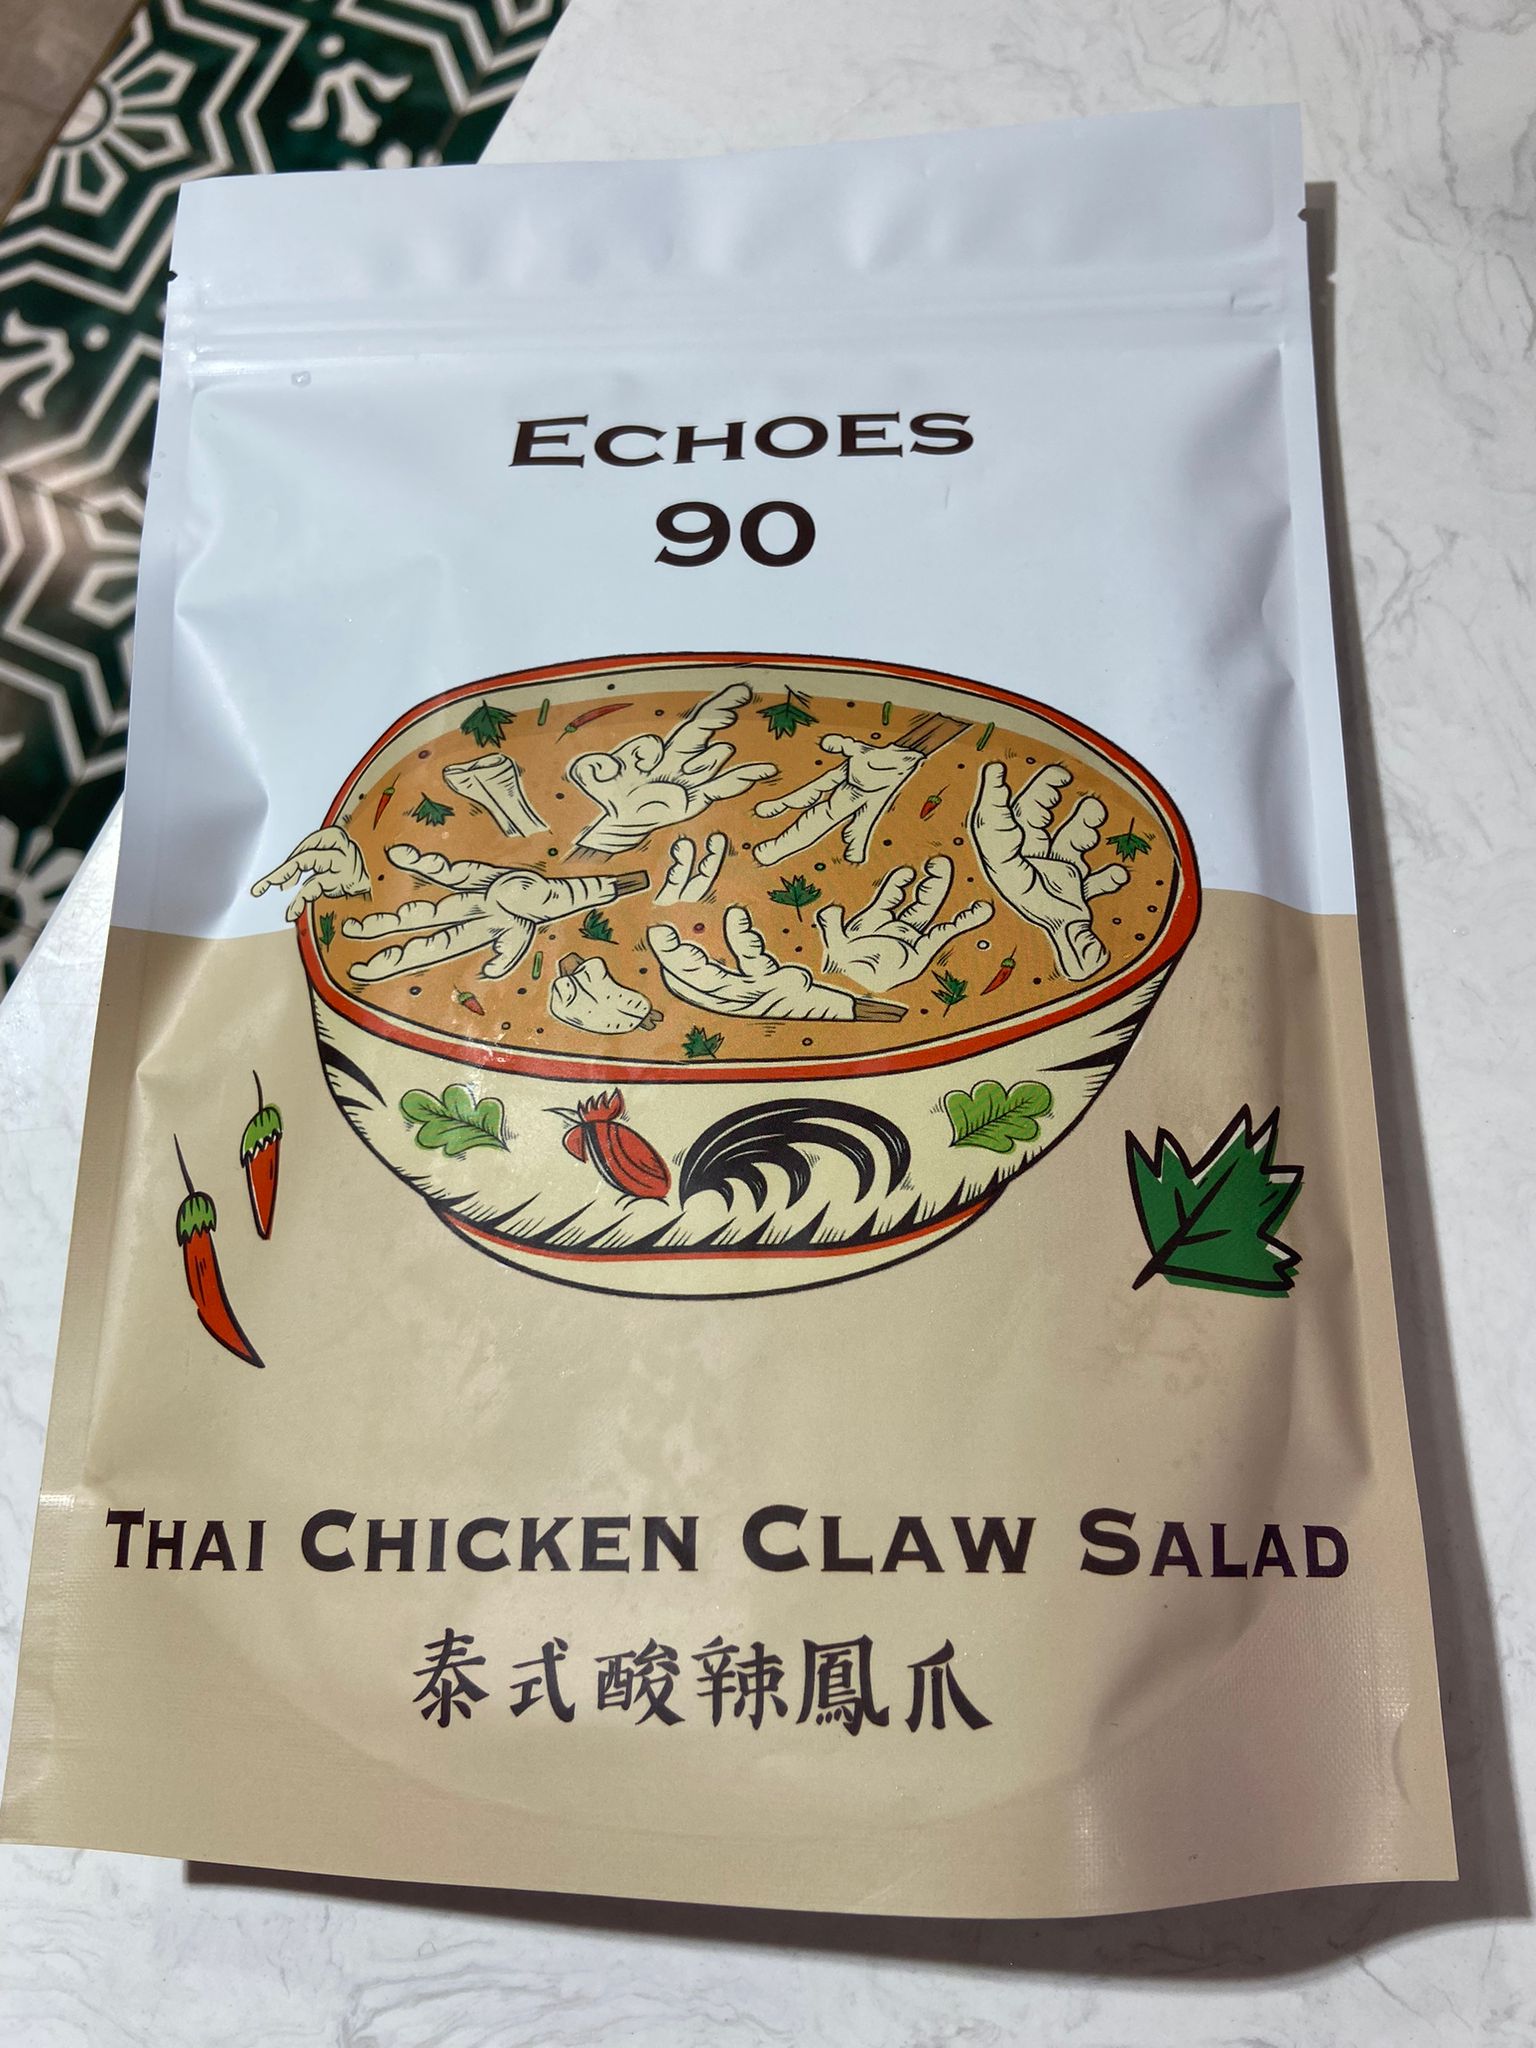 ECHOES
90
THAI CHICKEN CLAW SALAD
泰式酸辣鳳爪